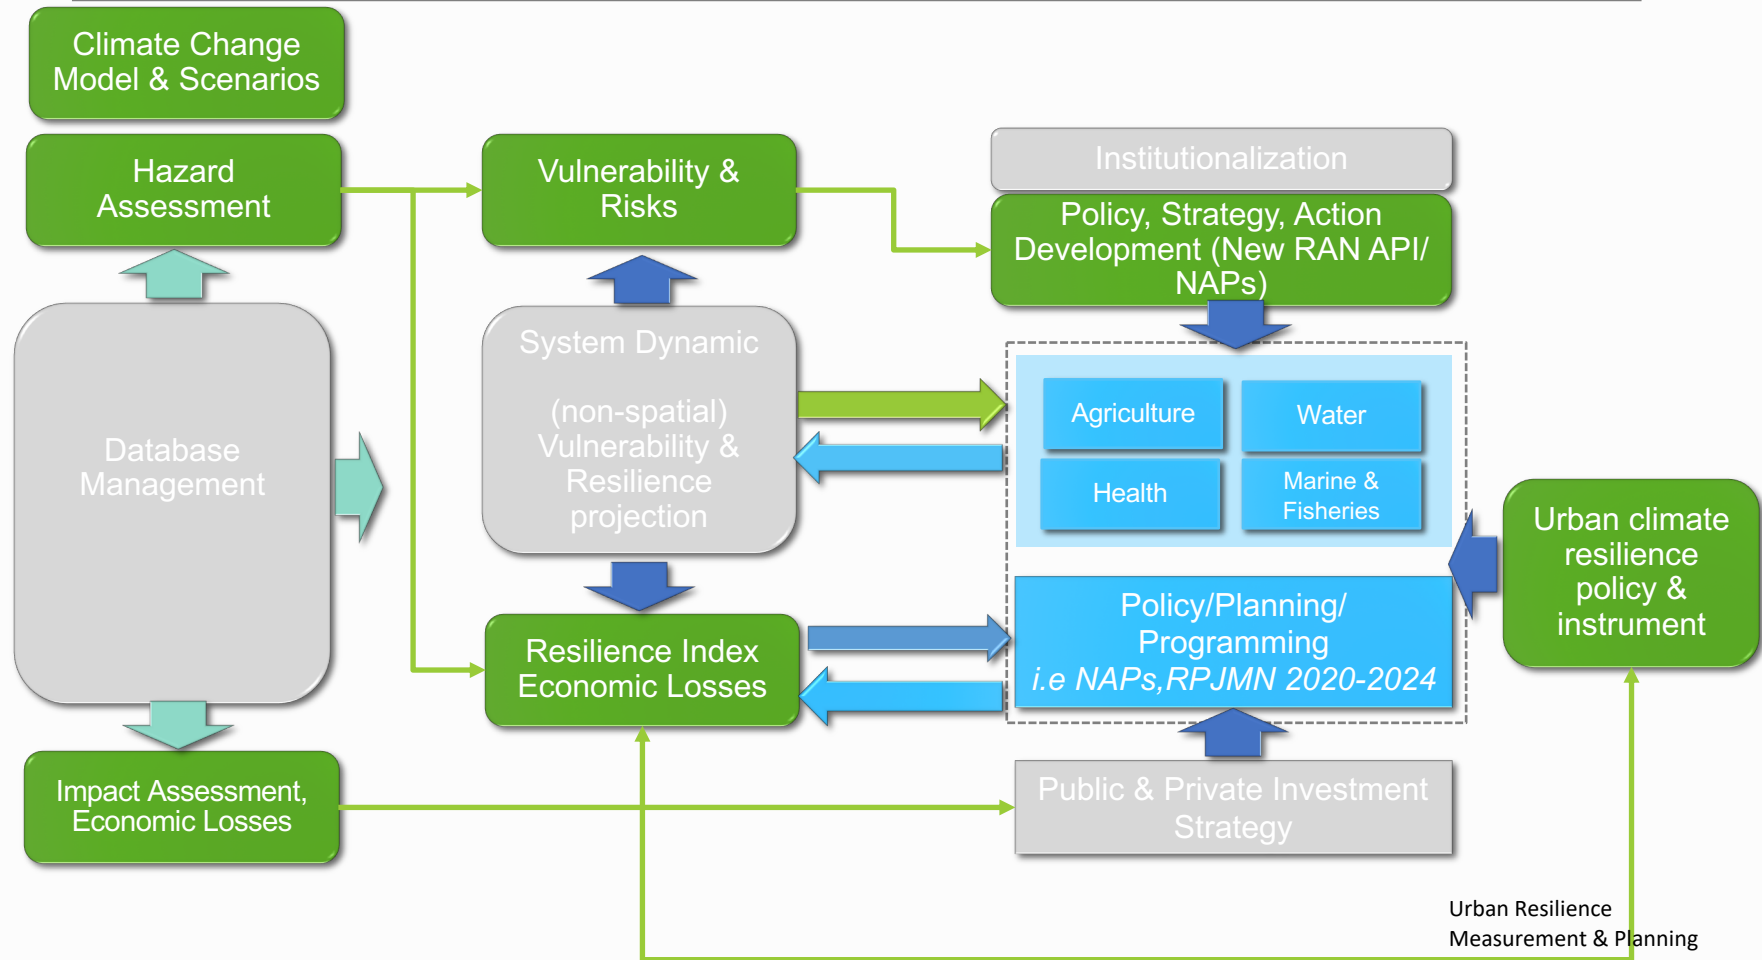 Climate Change
Model & Scenarios
Hazard
Assessment
Vulnerability &
Risks
Institutionalization
Policy, Strategy, Action
Development (New RAN API/
NAPs)
Database
Management
System Dynamic
(non-spatial)
Vulnerability &
Resilience
projection
Agriculture
Water
Health
Marine &
Fisheries
Urban climate
resilience
policy &
instrument
Resilience Index
Economic Losses
Policy/Planning/
Programming
i.e NAPs,RPJMN 2020-2024
Impact Assessment,
Economic Losses
Public & Private Investment
Strategy
Urban Resilience
Measurement & Planning